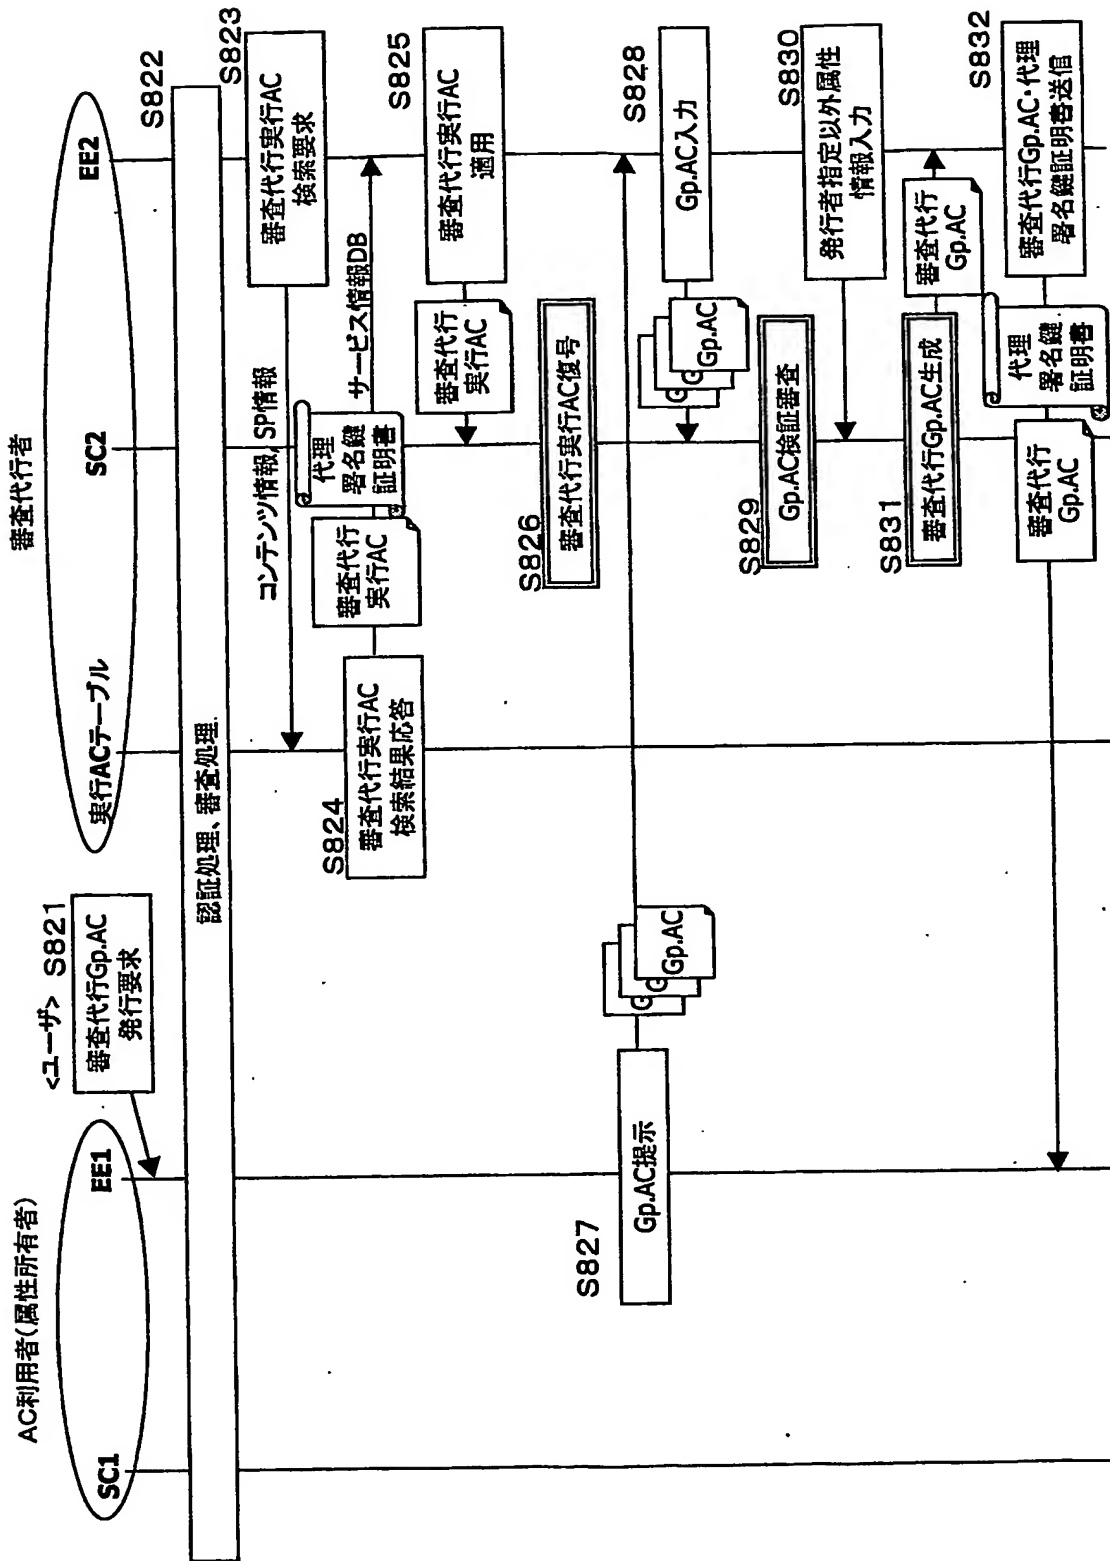 AC利用者(属性所有者)
SC1
EE1
<ユーザ> S821
審査代行Gp.AC
発行要求
審査代行者
実行ACテーブル
SC2
EE2
S822
認証処理、審査処理
S823
審査代行実行AC
検索要求
コンテンツ情報,SP情報
S824
審査代行実行AC
検索結果応答
審査代行
実行AC
代理
署名鍵
証明書
サービス情報DB
S825
審査代行実行AC
適用
審査代行
実行AC
S826
審査代行実行AC復号
S827
Gp.AC提示
G
G
Gp.AC
S828
Gp.AC入力
G
G
Gp.AC
S829
Gp.AC検証審査
S830
発行者指定以外属性
情報入力
S831
審査代行Gp.AC生成
審査代行
Gp.AC
S832
審査代行Gp.AC・代理
署名鍵証明書送信
代理
署名鍵
証明書
審査代行
Gp.AC